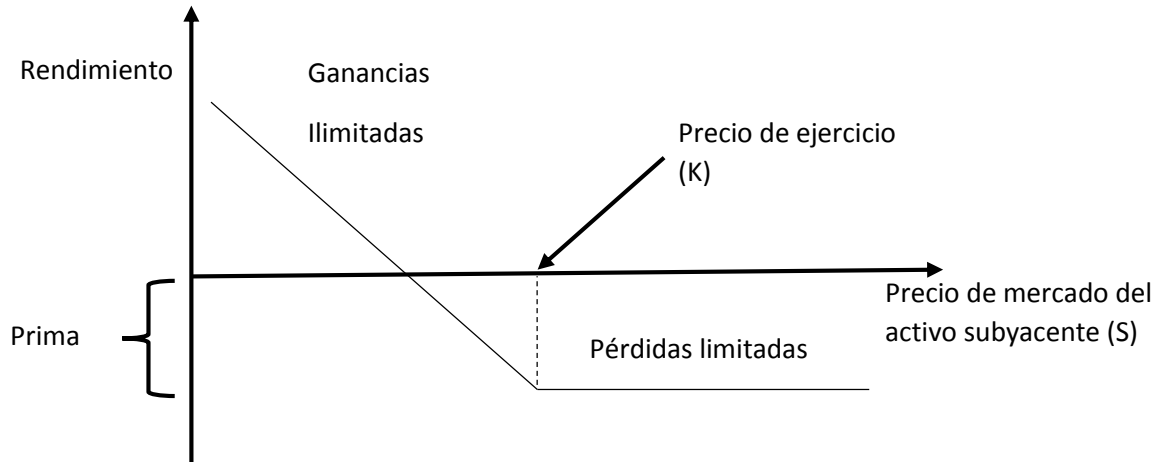 Rendimiento
Ganancias
Ilimitadas
Precio de ejercicio
(K)
Precio de mercado del
activo subyacente (S)
Prima
Pérdidas limitadas